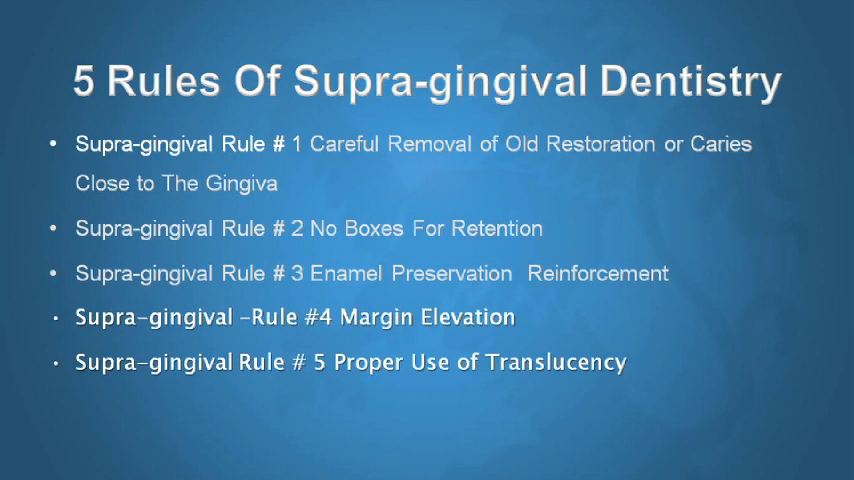 5 Rules Of Supra-gingival Dentistry
• Supra-gingival Rule # 1 Careful Removal of Old Restoration or Caries
Close to The Gingiva
• Supra-gingival Rule # 2 No Boxes For Retention
• Supra-gingival Rule # 3 Enamel Preservation Reinforcement
• Supra-gingival –Rule #4 Margin Elevation
• Supra-gingival Rule # 5 Proper Use of Translucency